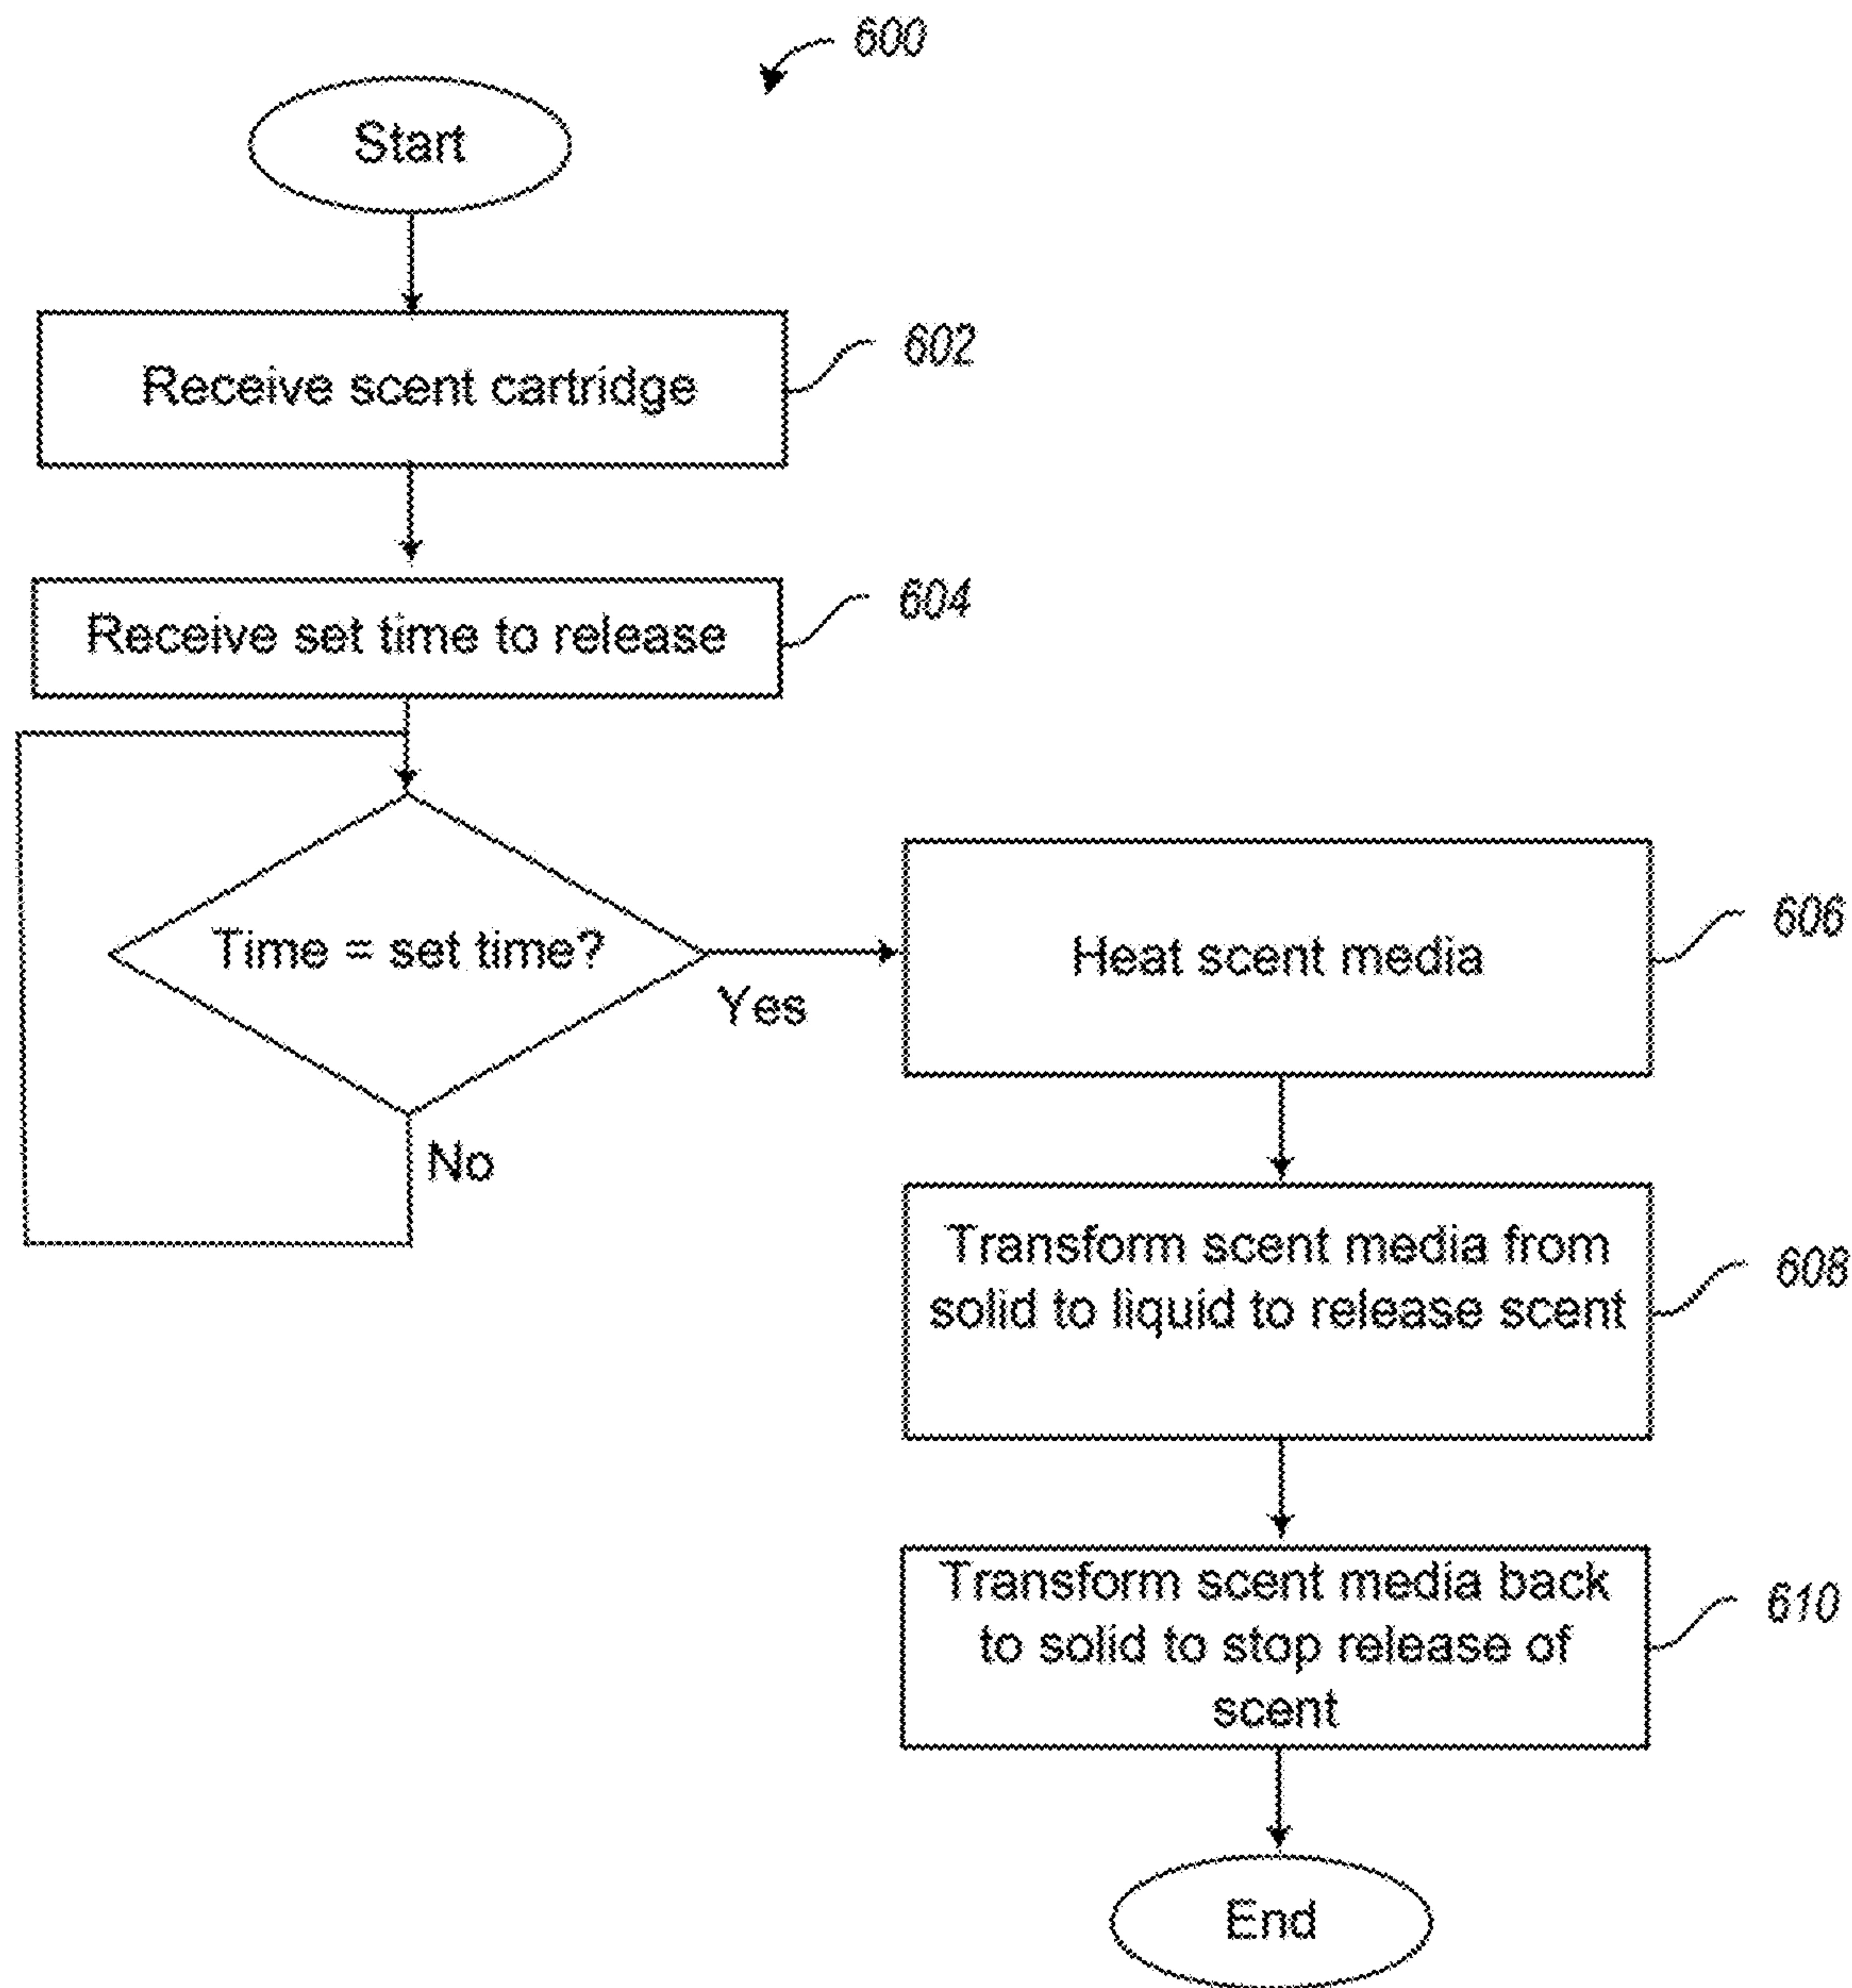 600
Start
Receive scent cartridge
602
Receive set time to release
604
Time = set time?
Yes
No
Heat scent media
606
Transform scent media from
solid to liquid to release scent
608
Transform scent media back
to solid to stop release of
scent
610
End